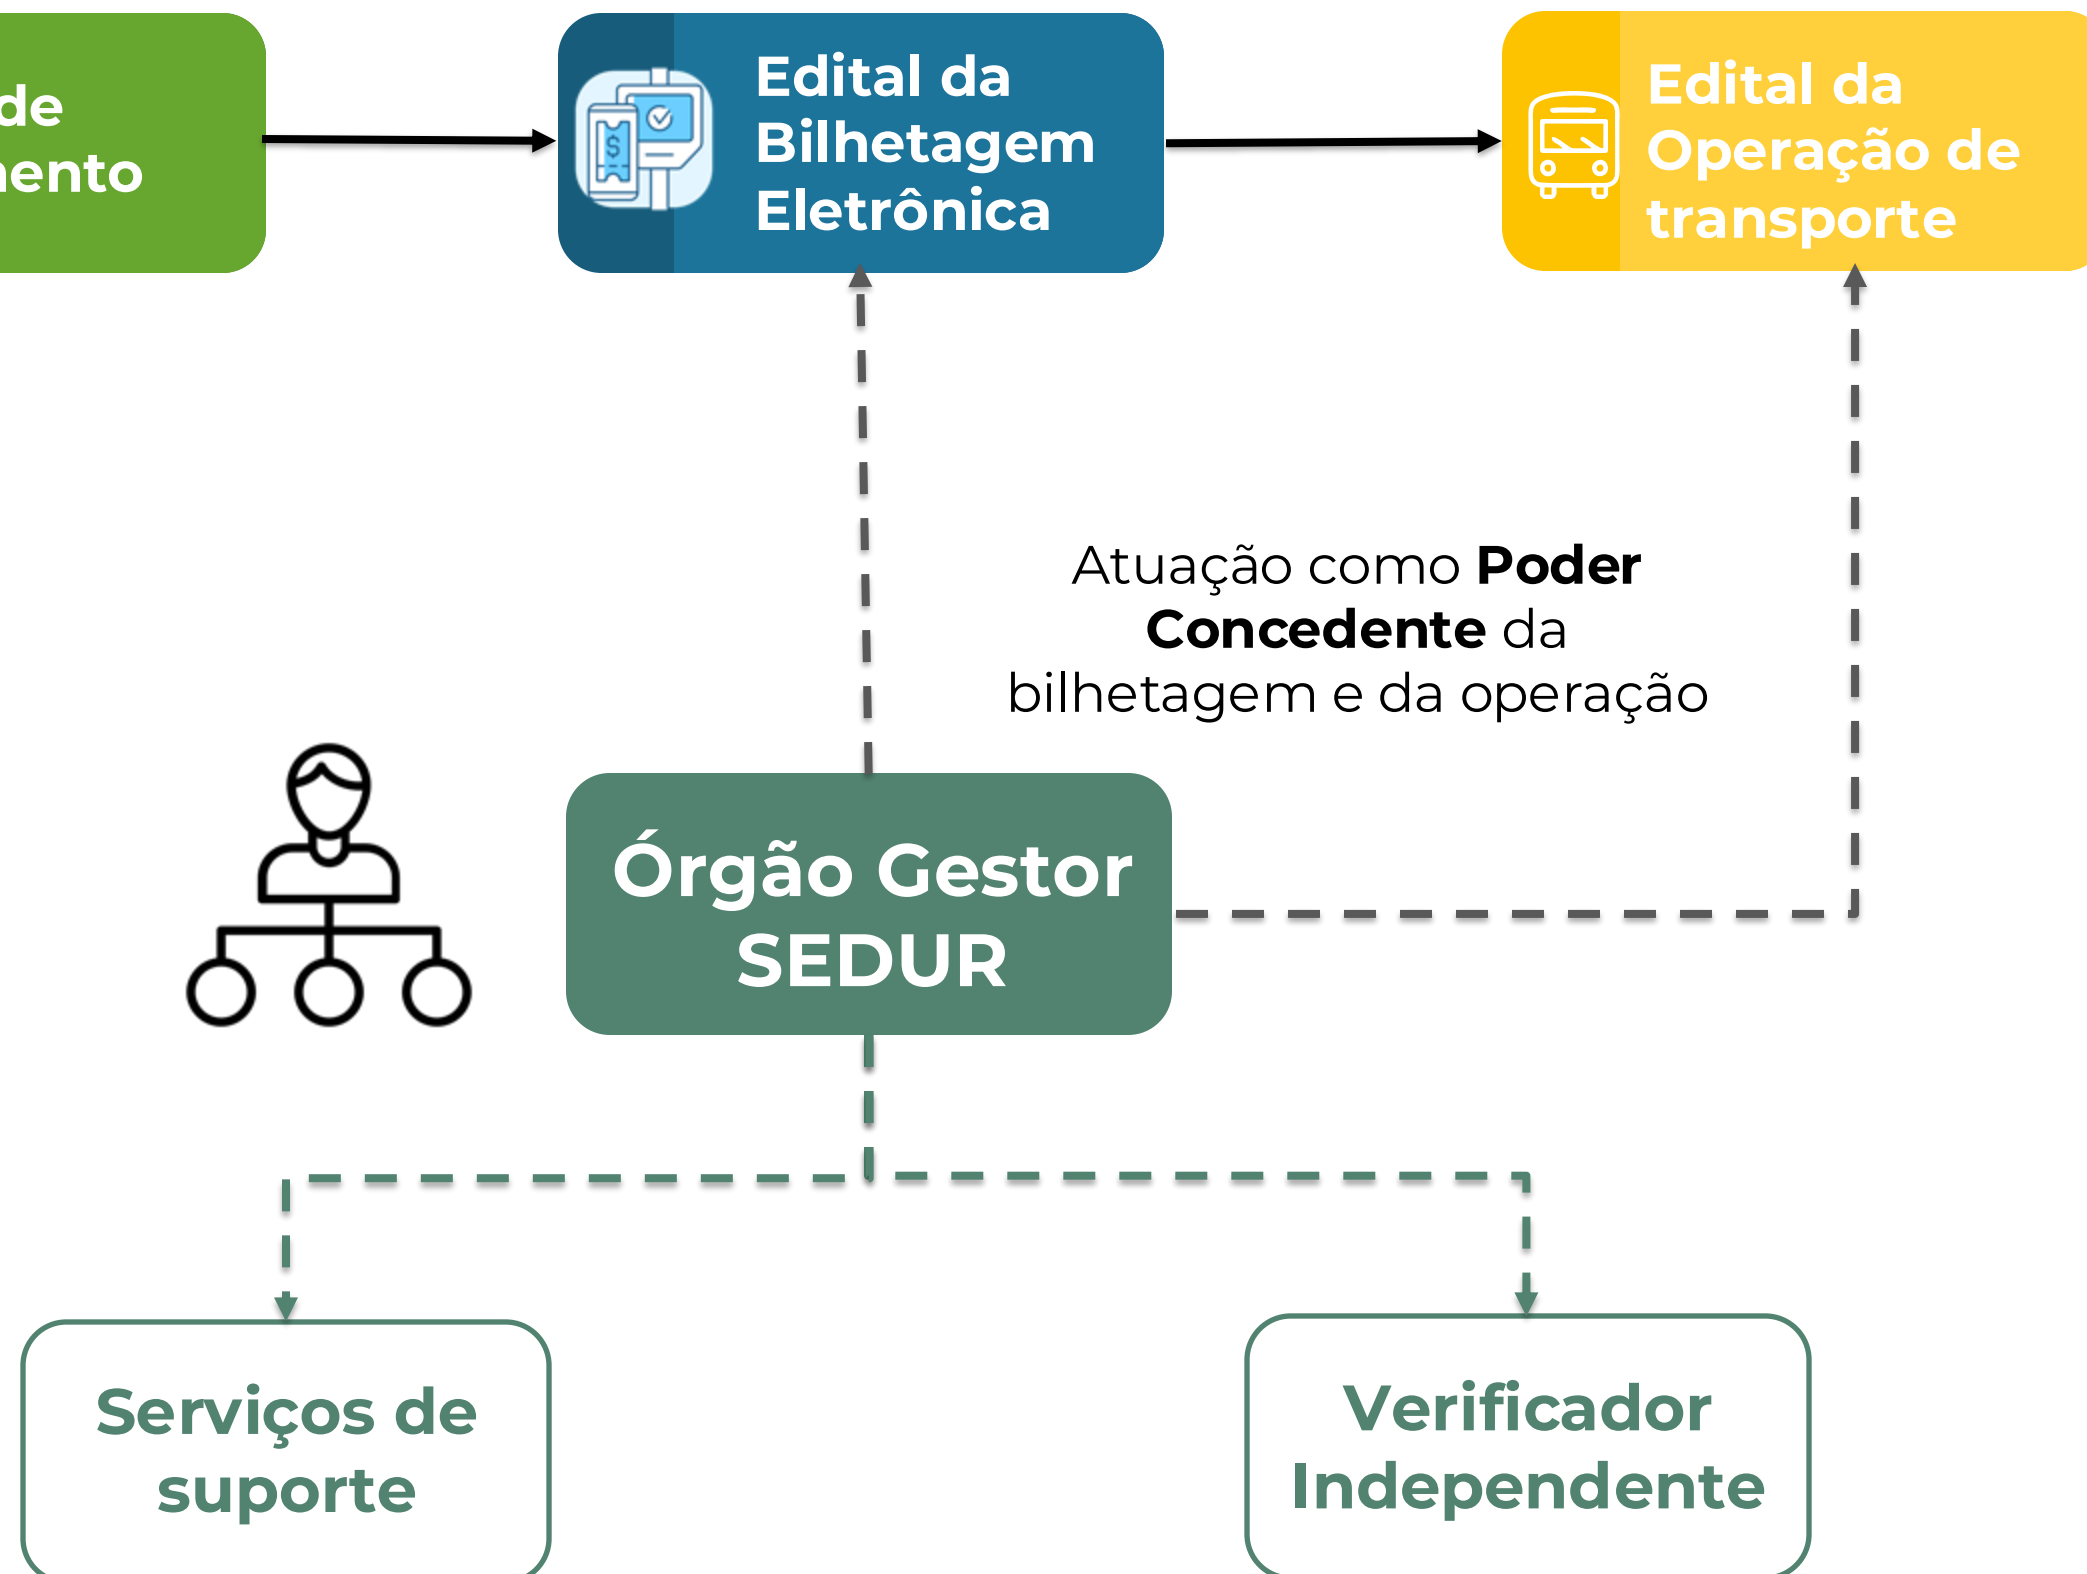 de
Edital da
Bilhetagem
Eletrônica
Edital da
Operação de
transporte
Atuação como Poder
Concedente da
bilhetagem e da operação
Órgão Gestor
SEDUR
Serviços de
suporte
Verificador
Independente